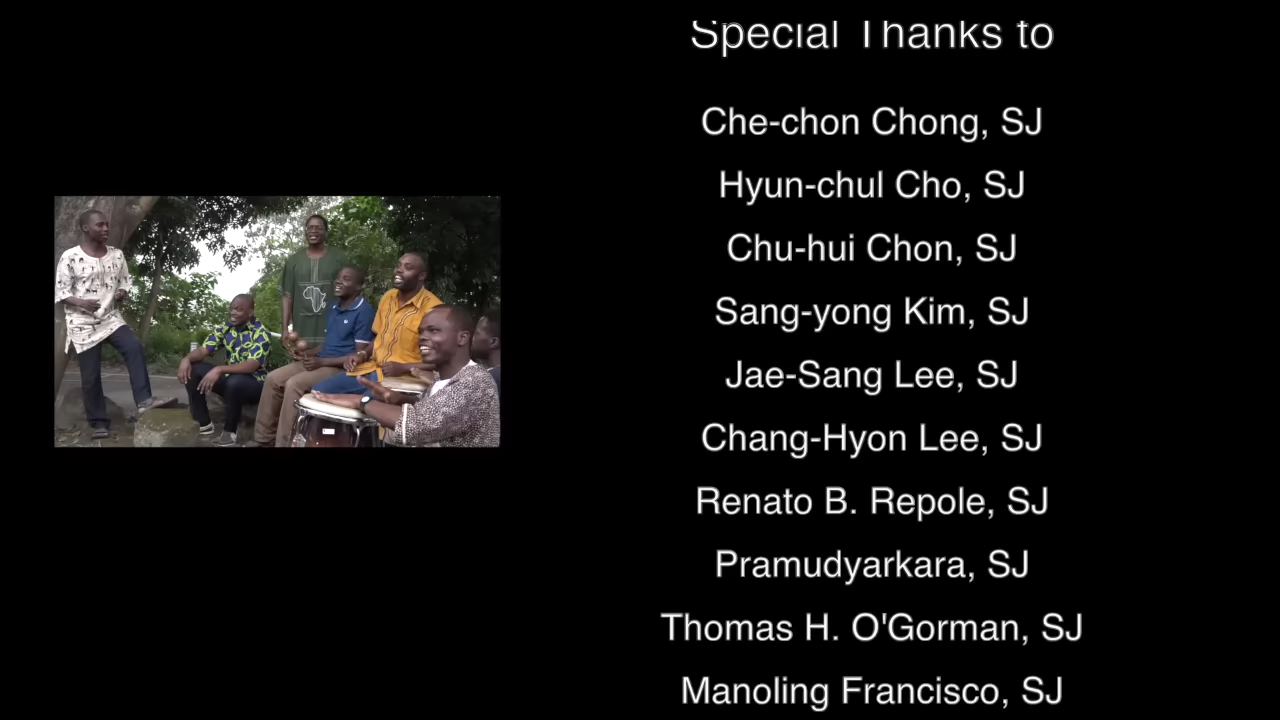 Special Thanks to
Che-chon Chong, SJ
Hyun-chul Cho, SJ
Chu-hui Chon, SJ
Sang-yong Kim, SJ
Jae-Sang Lee, SJ
Chang-Hyon Lee, SJ
Renato B. Repole, SJ
Pramudyarkara, SJ
Thomas H. O'Gorman, SJ
Manoling Francisco, SJ